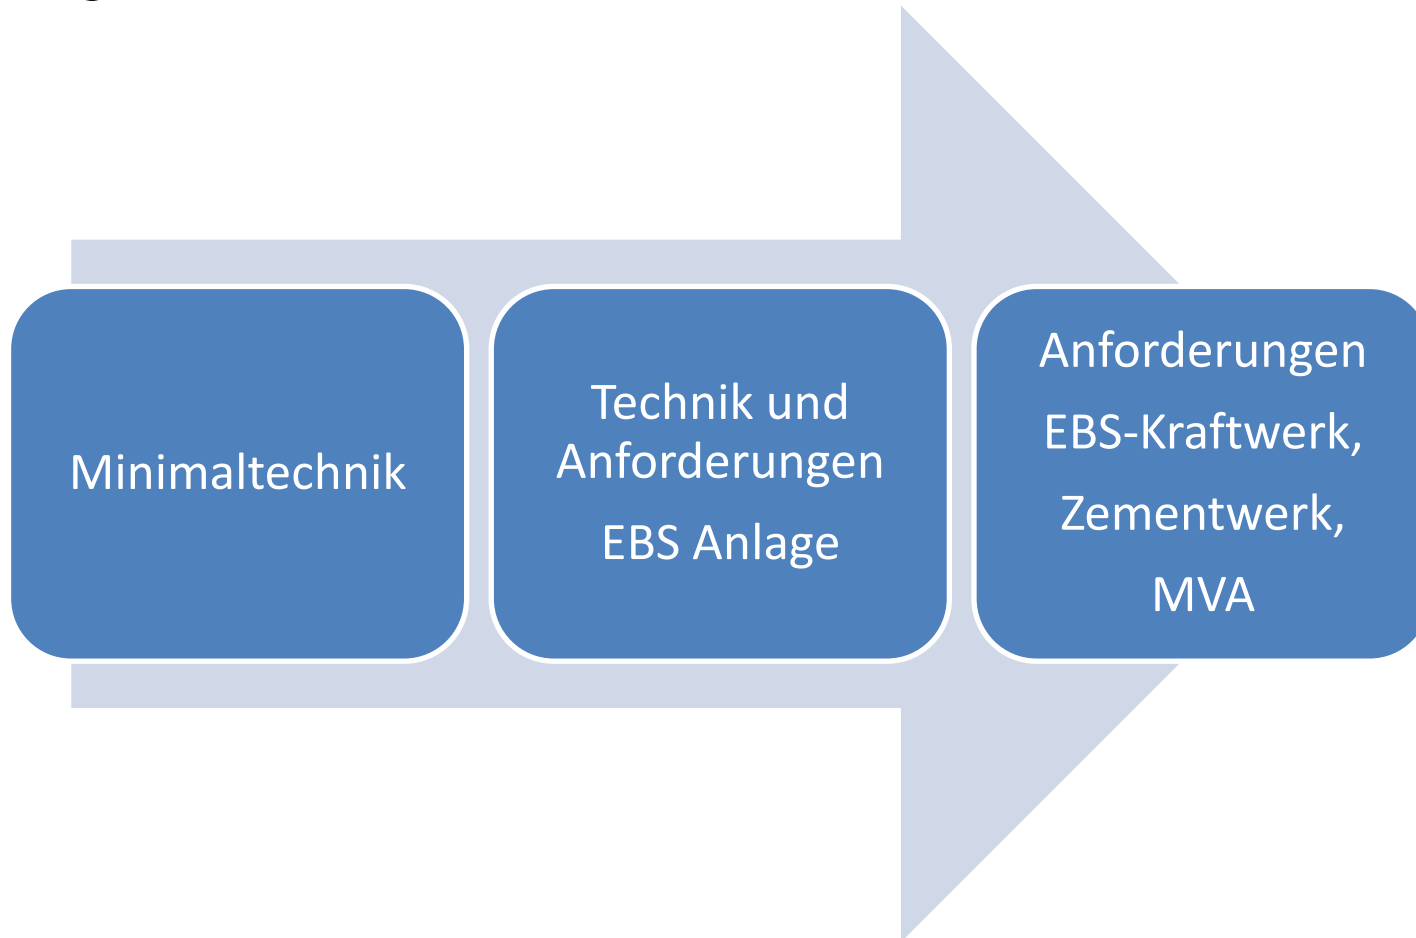 Minimaltechnik
Technik und
Anforderungen
EBS Anlage
Anforderungen
EBS-Kraftwerk,
Zementwerk,
MVA